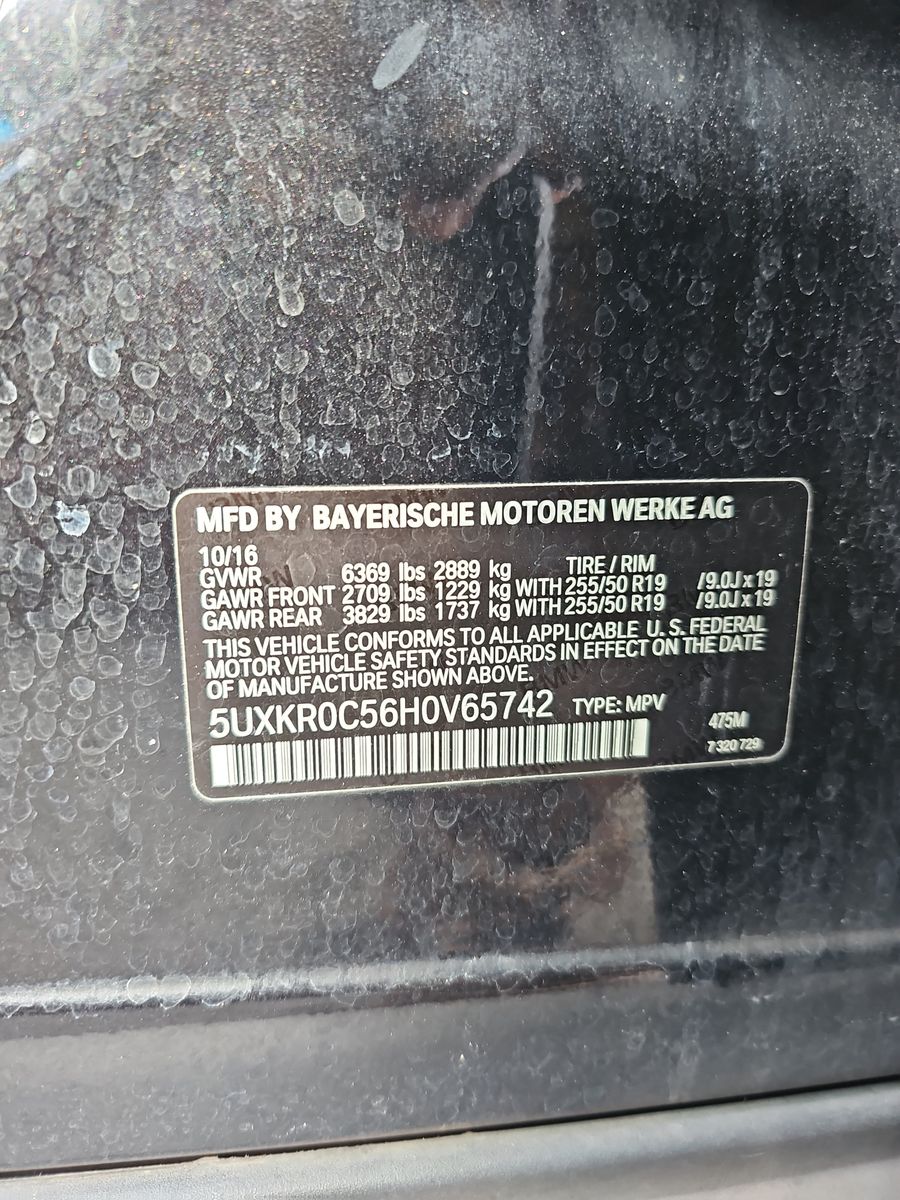 MFD BY BAYERISCHE MOTOREN WERKE AG
10/16 TIRE / RIM
GVWR 6369 lbs 2889 kg
GAWR FRONT 2709 lbs 1229 kg WITH 255/50 R19 /9.0J x 19
GAWR REAR 3829 lbs 1737 kg WITH 255/50 R19 /9.0J x 19
THIS VEHICLE CONFORMS TO ALL APPLICABLE U. S. FEDERAL
MOTOR VEHICLE SAFETY STANDARDS IN EFFECT ON THE DATE
OF MANUFACTURE SHOWN ABOVE.
5UXKR0C56H0V65742 TYPE: MPV
475M
7 320 729